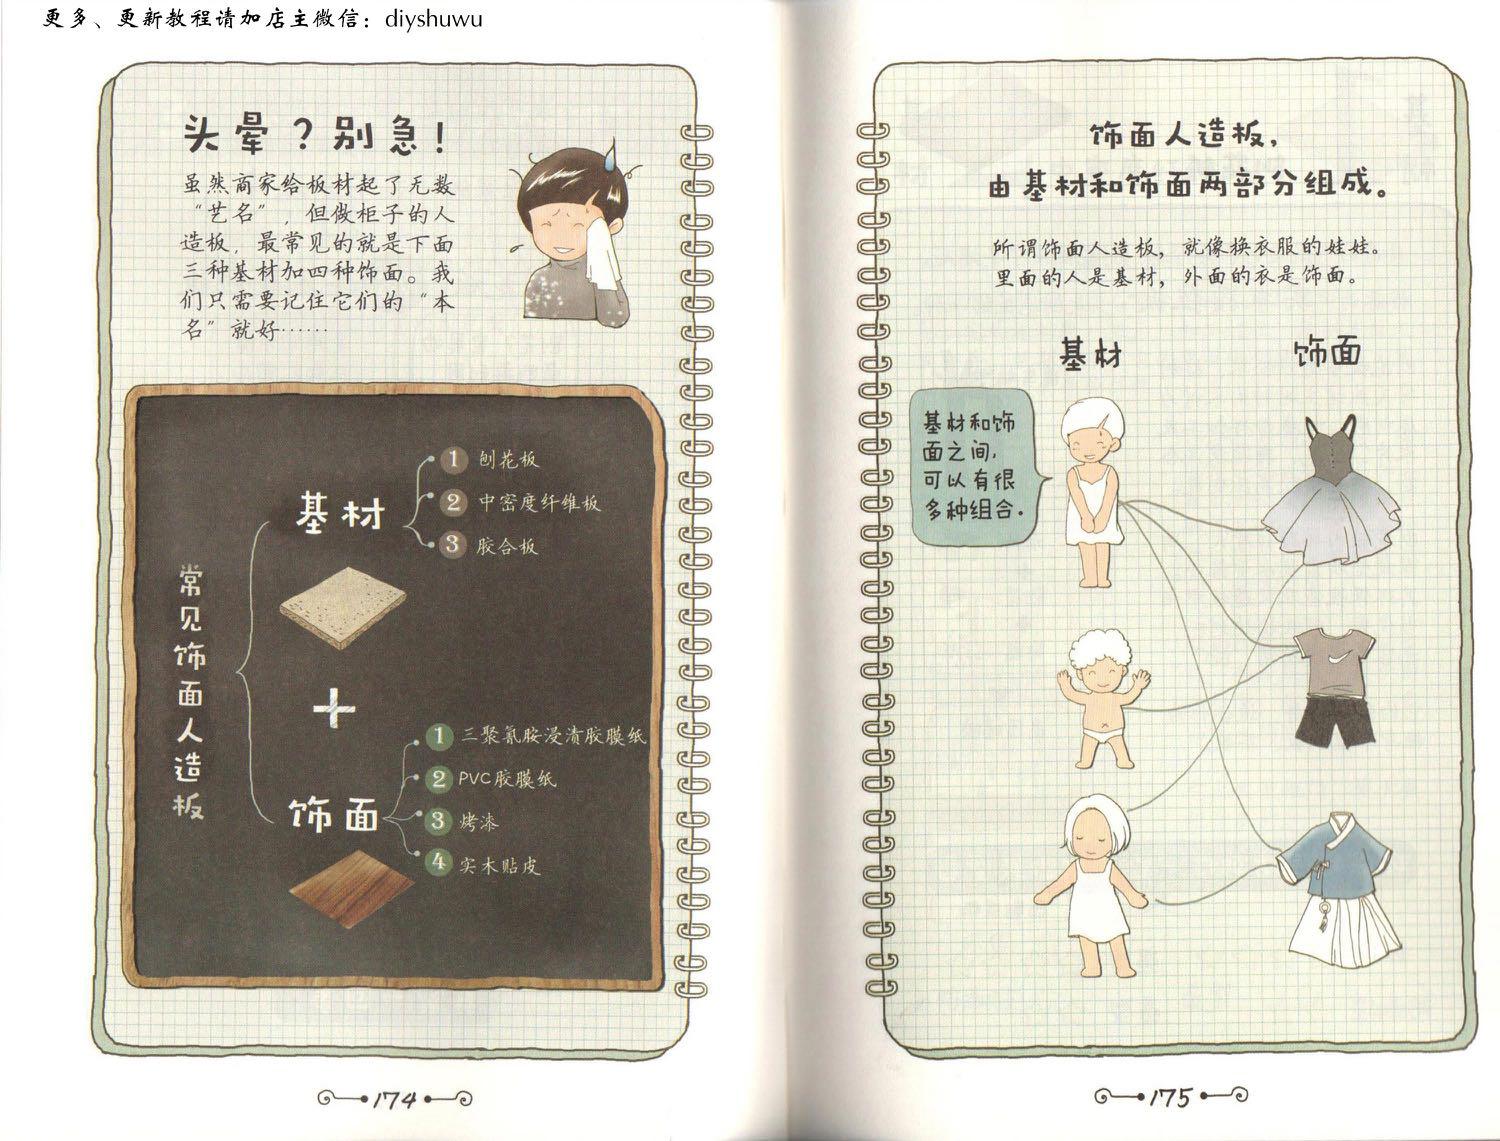 更多、更新教程请加店主微信：diyshuwu
头晕？别急！
虽然商家给板材起了无数
“艺名”，但做柜子的人
造板，最常见的就是下面
三种基材加四种饰面。我
们只需要记住它们的“本
名”就好……
常见饰面人造板
基材
1 刨花板
2 中密度纤维板
3 胶合板
+
饰面
1 三聚氰胺浸渍胶膜纸
2 PVC胶膜纸
3 烤漆
4 实木贴皮
174
饰面人造板，
由基材和饰面两部分组成。
所谓饰面人造板，就像换衣服的娃娃。
里面的人是基材，外面的衣是饰面。
基材
饰面
基材和饰
面之间，
可以有很
多种组合。
175